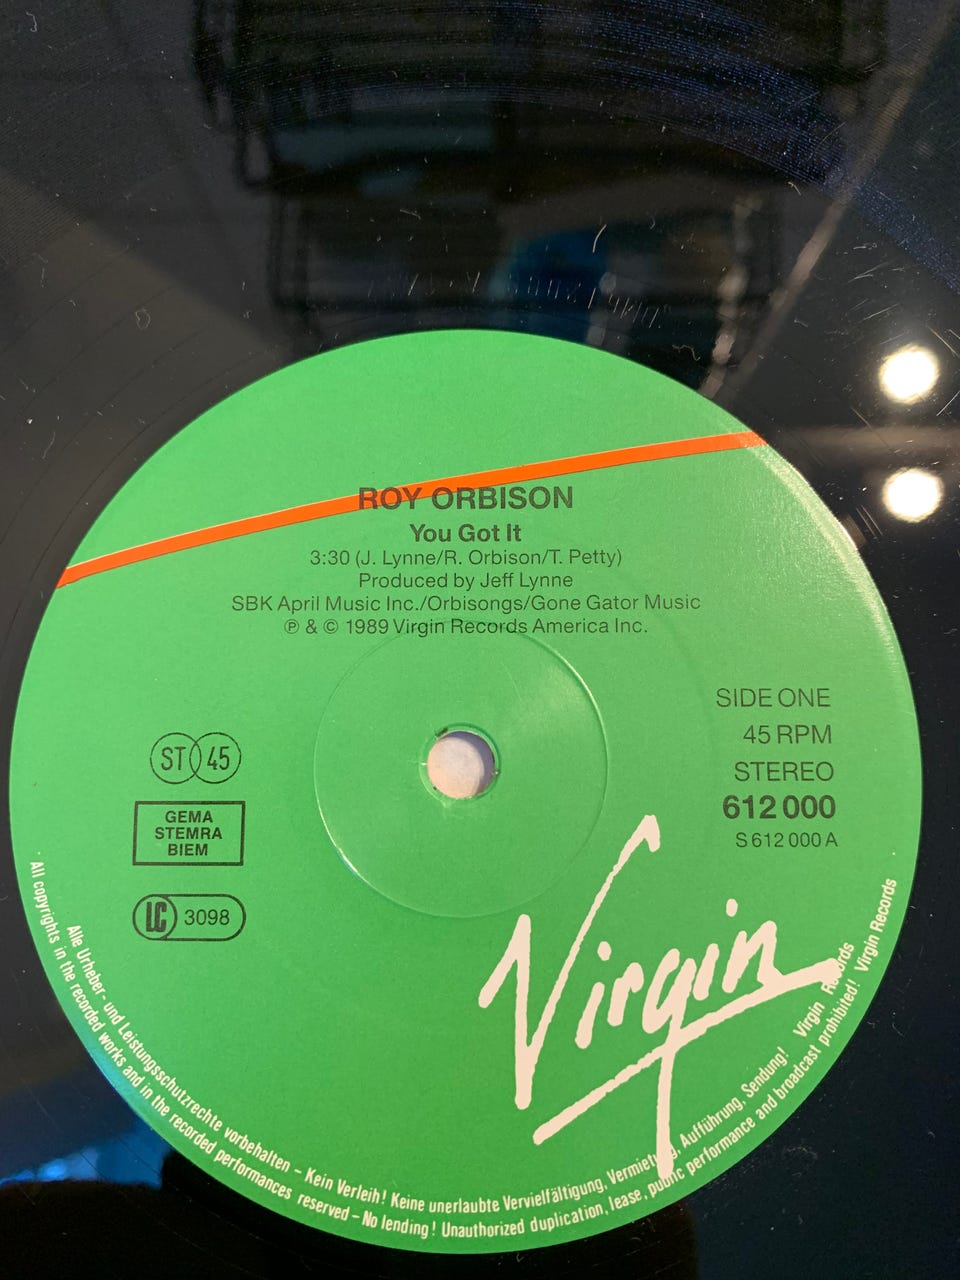 ROY ORBISON
You Got It
3:30 (J. Lynne/R. Orbison/T. Petty)
Produced by Jeff Lynne
SBK April Music Inc./Orbisongs/Gone Gator Music
℗ & © 1989 Virgin Records America Inc.
SIDE ONE
45 RPM
STEREO
612 000
S 612 000 A
ST 45
GEMA
STEMRA
BIEM
LC 3098
Virgin
Alle Urheber- und Leistungsschutzrechte vorbehalten – Kein Verleih! Keine unerlaubte Vervielfältigung, Vermietung, Aufführung, Sendung! Virgin Records
All copyrights in the recorded works and in the recorded performances reserved – No lending! Unauthorized duplication, lease, public performance and broadcast prohibited! Virgin Records